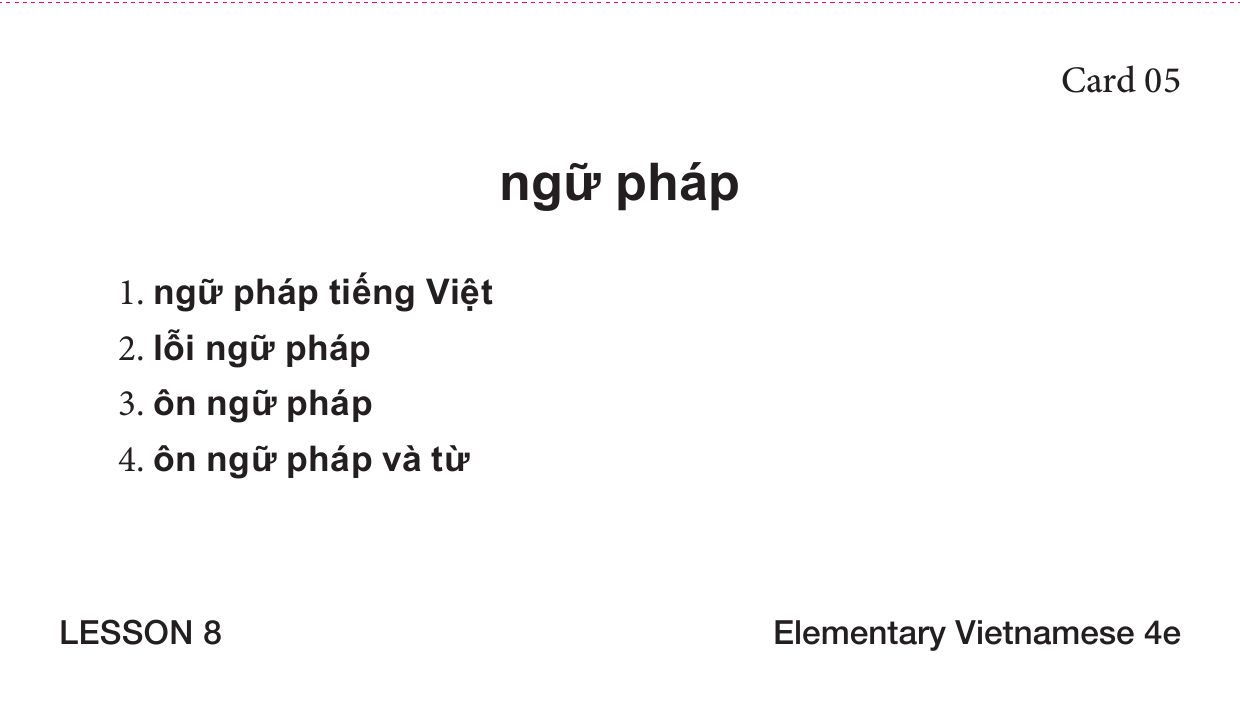 Card 05
ngữ pháp
1. ngữ pháp tiếng Việt
2. lỗi ngữ pháp
3. ôn ngữ pháp
4. ôn ngữ pháp và từ
LESSON 8
Elementary Vietnamese 4e